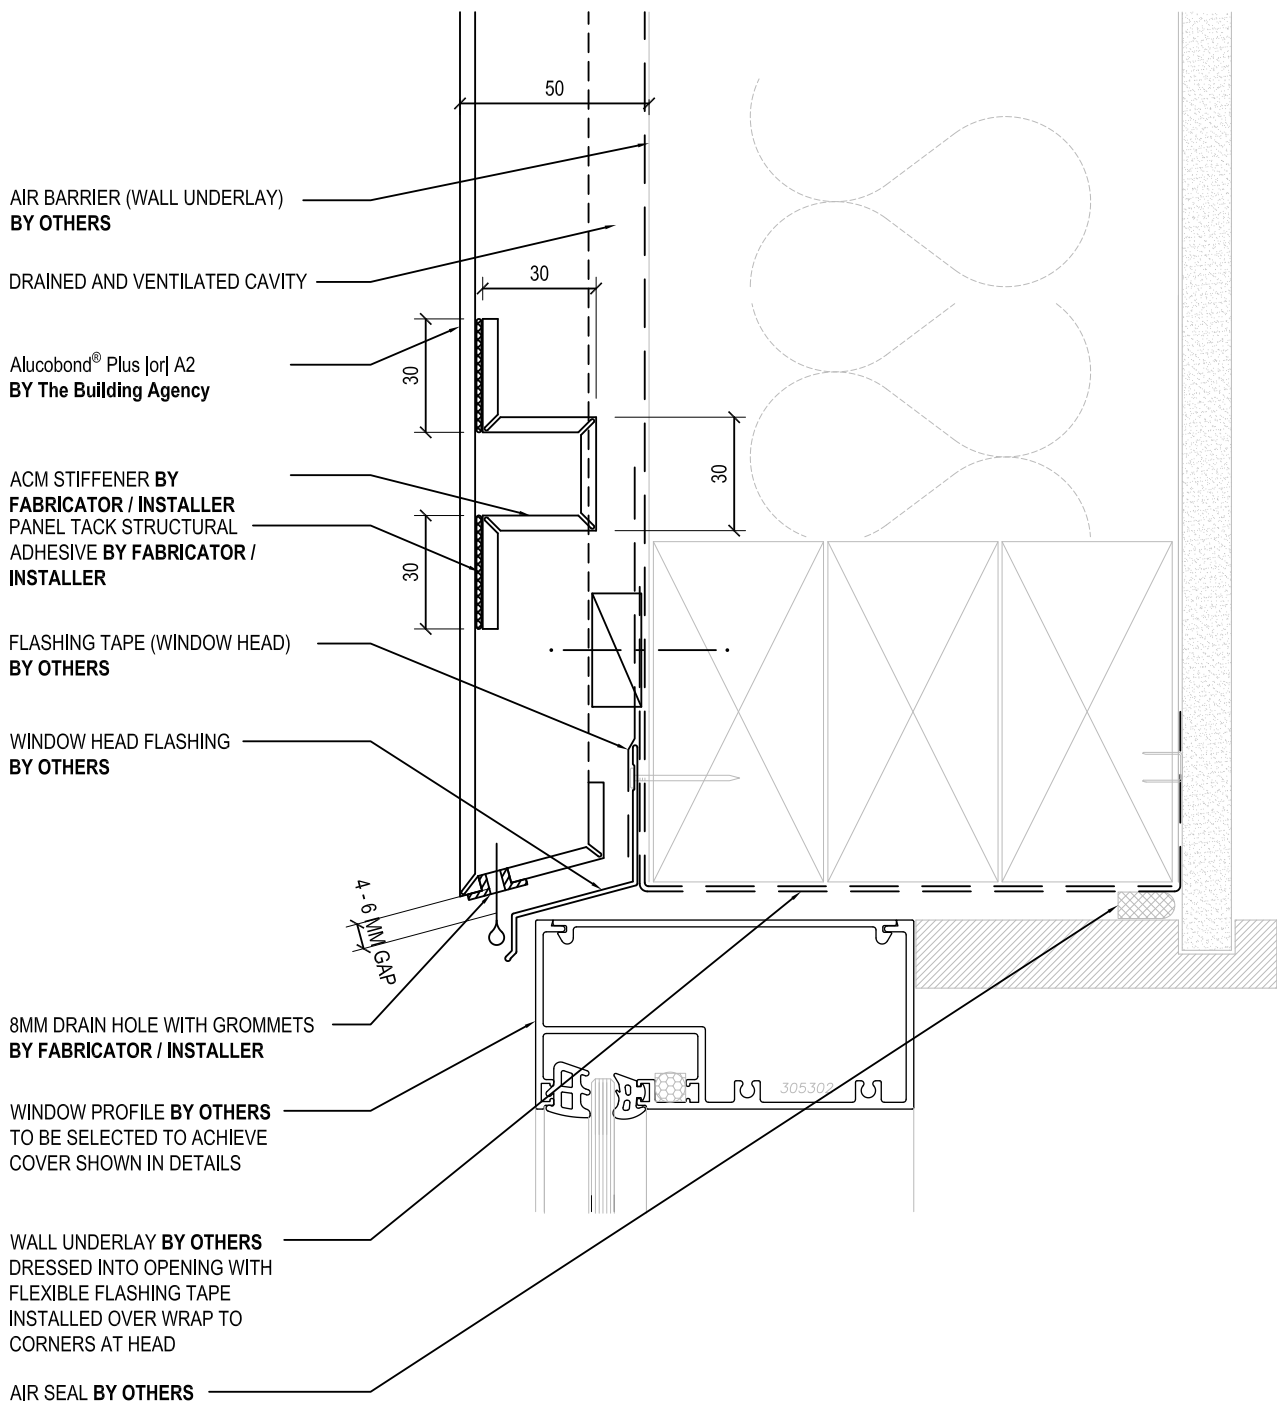 50
AIR BARRIER (WALL UNDERLAY)
BY OTHERS
DRAINED AND VENTILATED CAVITY
30
Alucobond® Plus |or| A2
BY The Building Agency
30
ACM STIFFENER BY
FABRICATOR / INSTALLER
30
PANEL TACK STRUCTURAL
ADHESIVE BY FABRICATOR /
INSTALLER
30
FLASHING TAPE (WINDOW HEAD)
BY OTHERS
WINDOW HEAD FLASHING
BY OTHERS
4 - 6 MM GAP
8MM DRAIN HOLE WITH GROMMETS
BY FABRICATOR / INSTALLER
305302
WINDOW PROFILE BY OTHERS
TO BE SELECTED TO ACHIEVE
COVER SHOWN IN DETAILS
WALL UNDERLAY BY OTHERS
DRESSED INTO OPENING WITH
FLEXIBLE FLASHING TAPE
INSTALLED OVER WRAP TO
CORNERS AT HEAD
AIR SEAL BY OTHERS